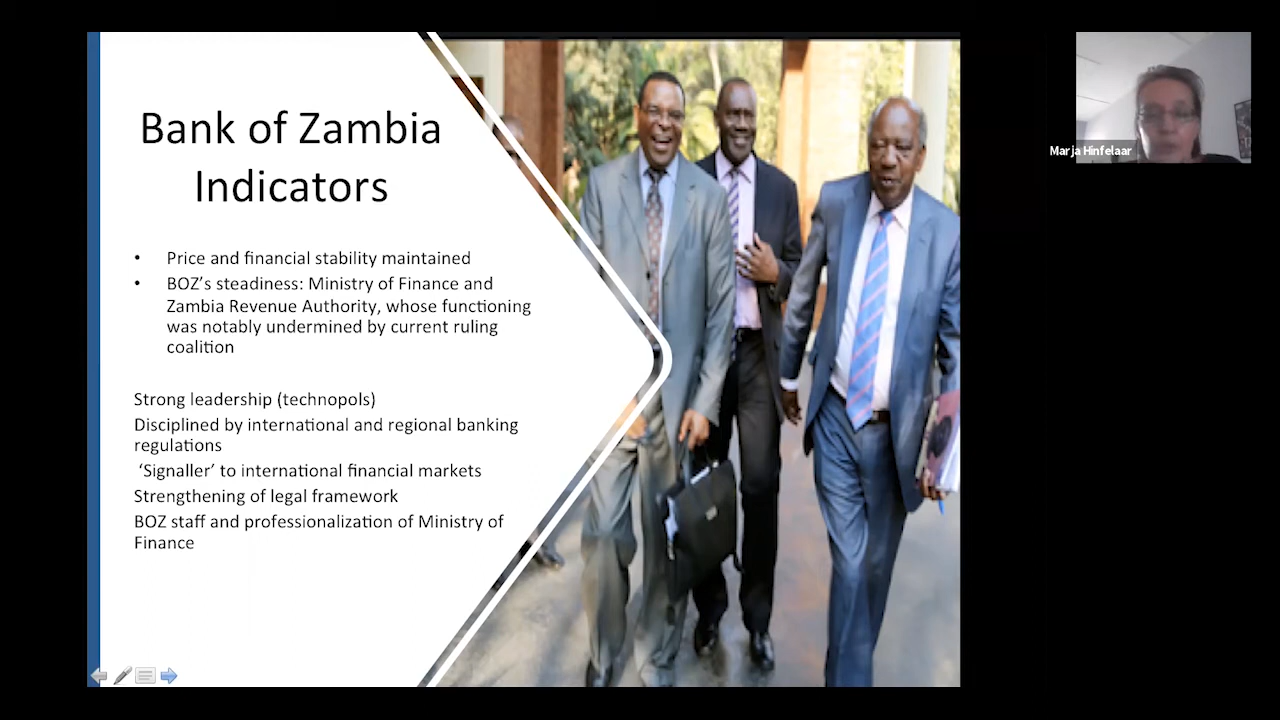 Bank of Zambia
Indicators
• Price and financial stability maintained
• BOZ’s steadiness: Ministry of Finance and
Zambia Revenue Authority, whose functioning
was notably undermined by current ruling
coalition
Strong leadership (technopols)
Disciplined by international and regional banking
regulations
‘Signaller’ to international financial markets
Strengthening of legal framework
BOZ staff and professionalization of Ministry of
Finance
Marja Hinfelaar